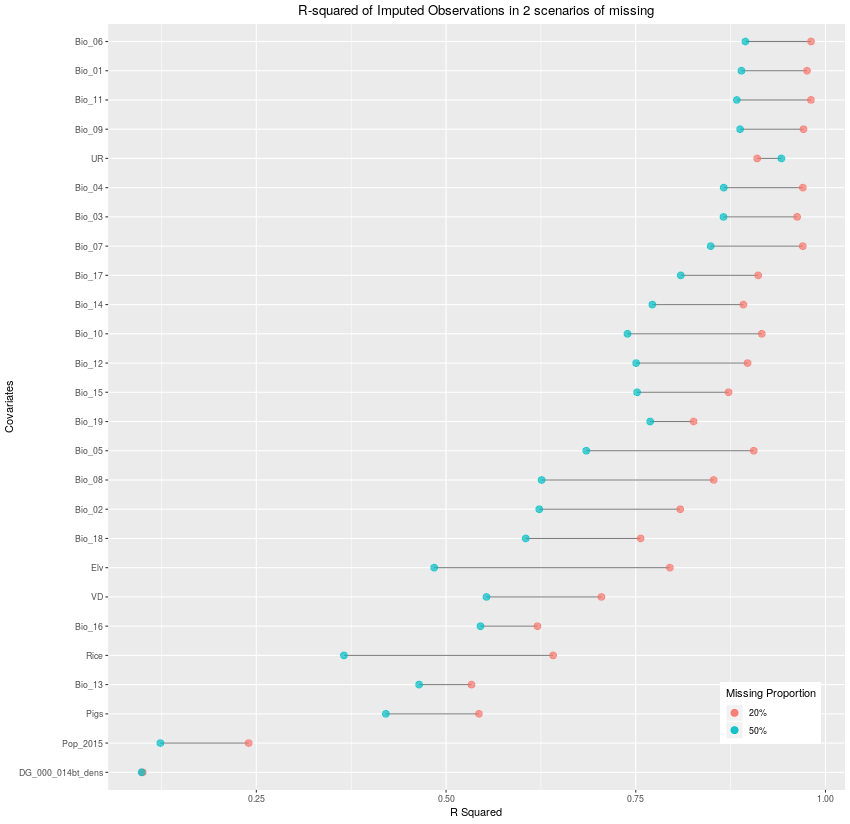 R-squared of Imputed Observations in 2 scenarios of missing
Covariates
Bio_06
Bio_01
Bio_11
Bio_09
UR
Bio_04
Bio_03
Bio_07
Bio_17
Bio_14
Bio_10
Bio_12
Bio_15
Bio_19
Bio_05
Bio_08
Bio_02
Bio_18
Elv
VD
Bio_16
Rice
Bio_13
Pigs
Pop_2015
DG_000_014bt_dens
Missing Proportion
20%
50%
0.25 0.50 0.75 1.00
R Squared